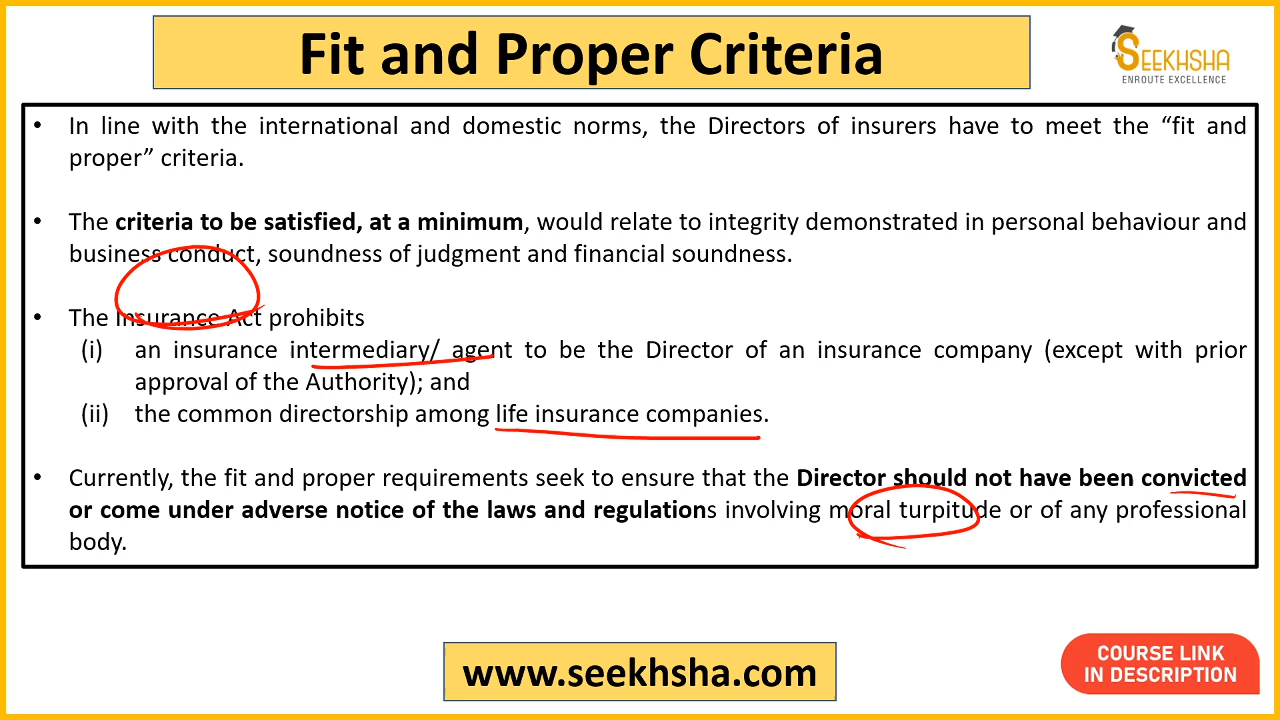 Fit and Proper Criteria
SEEKHSHA
ENROUTE EXCELLENCE
• In line with the international and domestic norms, the Directors of insurers have to meet the “fit and
proper” criteria.
• The criteria to be satisfied, at a minimum, would relate to integrity demonstrated in personal behaviour and
business conduct, soundness of judgment and financial soundness.
• The Insurance Act prohibits
(i) an insurance intermediary/ agent to be the Director of an insurance company (except with prior
approval of the Authority); and
(ii) the common directorship among life insurance companies.
• Currently, the fit and proper requirements seek to ensure that the Director should not have been convicted
or come under adverse notice of the laws and regulations involving moral turpitude or of any professional
body.
www.seekhsha.com
COURSE LINK
IN DESCRIPTION